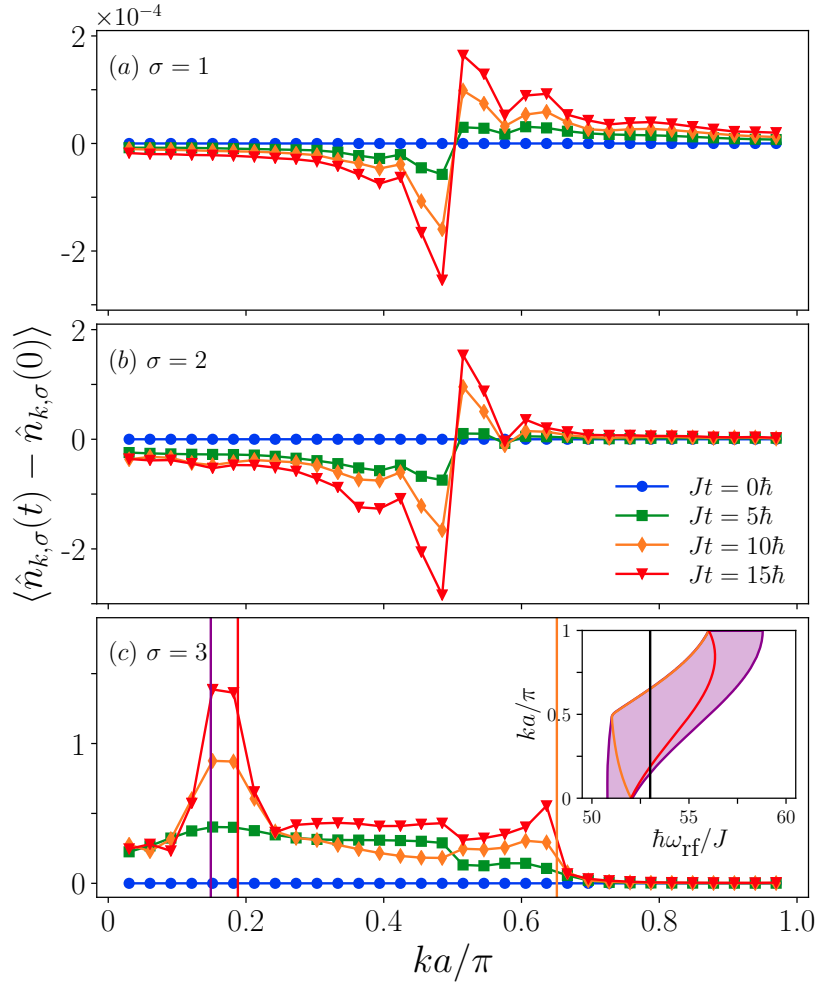 ×10⁻⁴
2
(a) σ = 1
0
-2
2
(b) σ = 2
0
-2
Jt = 0ħ
Jt = 5ħ
Jt = 10ħ
Jt = 15ħ
⟨n̂ₖ,σ(t) − n̂ₖ,σ(0)⟩
(c) σ = 3
1
0
1
0.5
0
ka/π
50 55 60
ħω_rf/J
0 0.2 0.4 0.6 0.8 1.0
ka/π